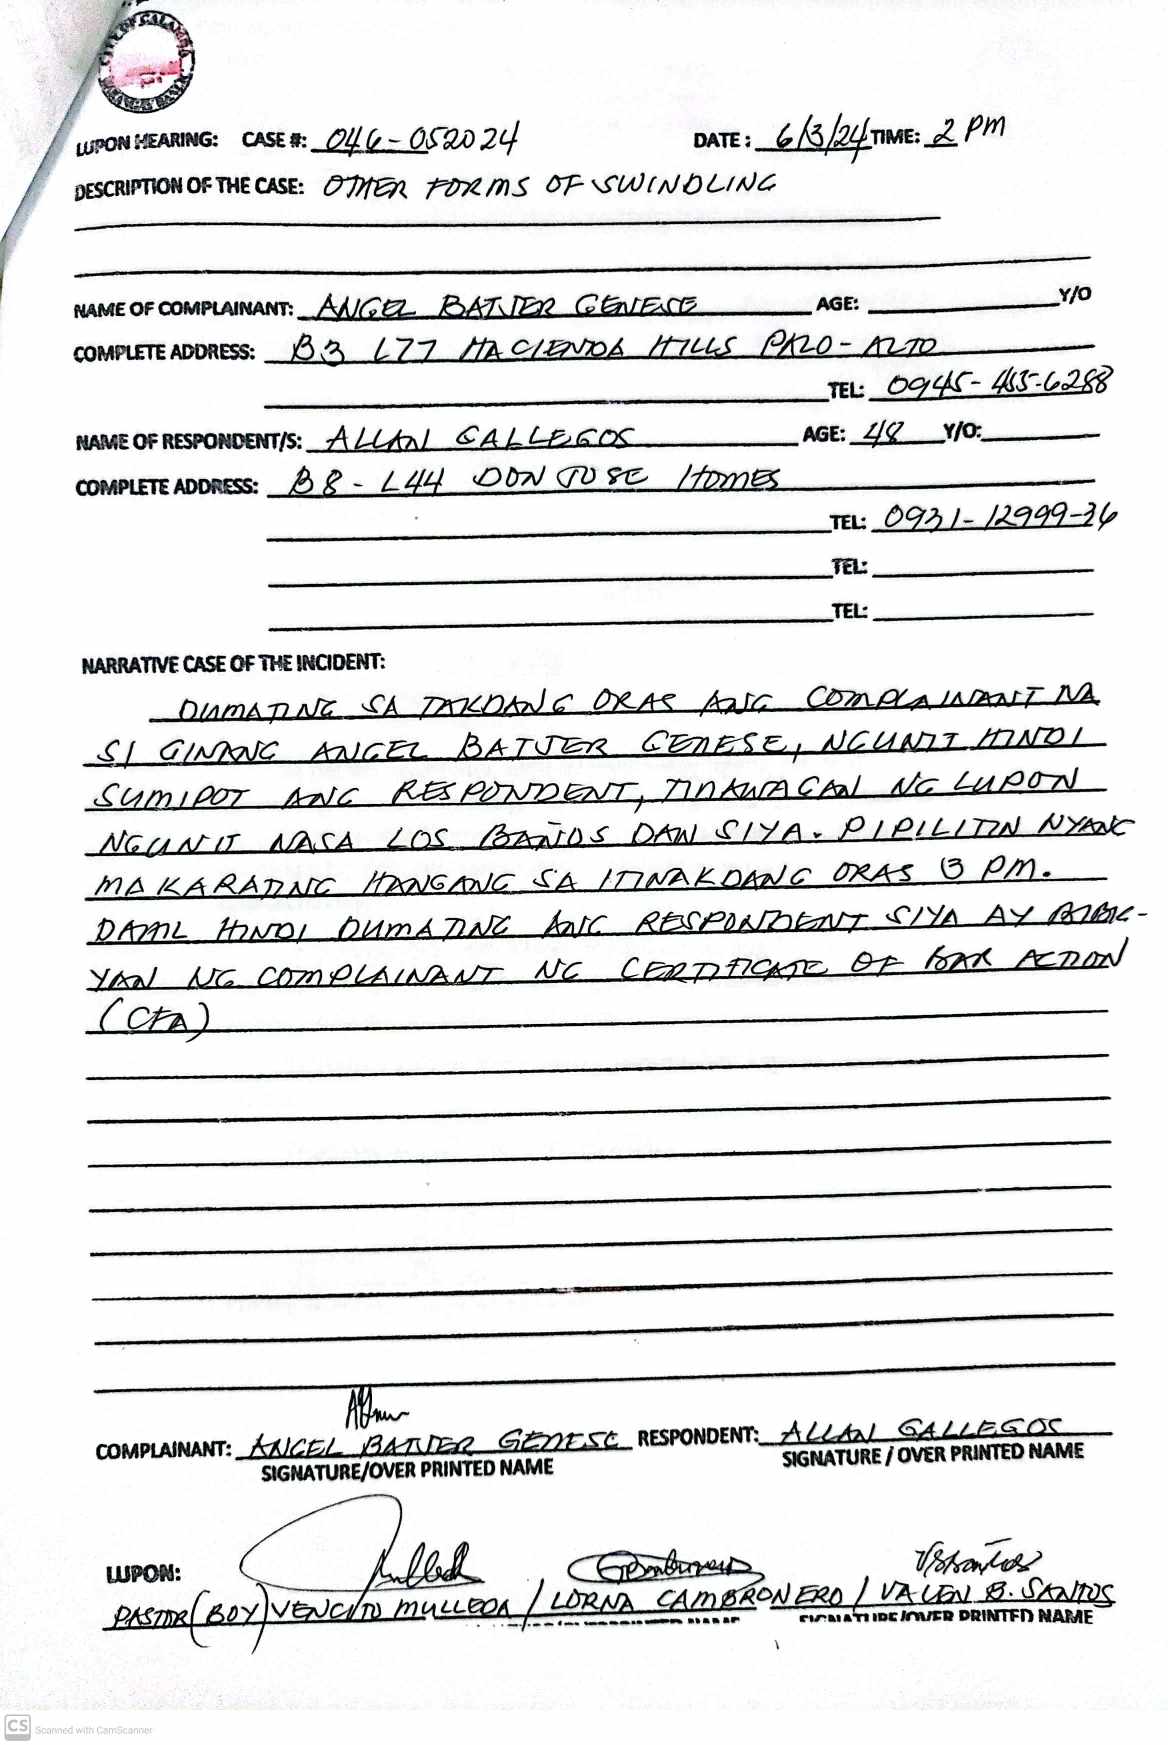 CITY OF CALAMBA
LUPON HEARING: CASE #: 046-052024 DATE: 6/3/24 TIME: 2 PM
DESCRIPTION OF THE CASE: OTHER FORMS OF SWINDLING
NAME OF COMPLAINANT: ANGEL BATJER GENESE AGE: Y/O
COMPLETE ADDRESS: B3 L77 HACIENDA HILLS PALO-ALTO
TEL: 0945-455-6288
NAME OF RESPONDENT/S: ALLAN GALLEGOS AGE: 48 Y/O:
COMPLETE ADDRESS: B8-L44 DON JOSE HOMES
TEL: 0931-12999-36
TEL:
TEL:
NARRATIVE CASE OF THE INCIDENT:
DUMATING SA TAKDANG ORAS ANG COMPLAINANT NA
SI GINANG ANGEL BATJER GENESE, NGUNIT HINDI
SUMIPOT ANG RESPONDENT, TINAWAGAN NG LUPON
NGUNIT NASA LOS BAÑOS DAW SIYA. PIPILITIN NYANG
MAKARATING HANGANG SA ITINAKDANG ORAS 3 PM.
DAHIL HINDI DUMATING ANG RESPONDENT SIYA AY BIBIG-
YAN NG COMPLAINANT NG CERTIFICATE OF BAR ACTION
(CFA)
COMPLAINANT: ANGEL BATJER GENESE RESPONDENT: ALLAN GALLEGOS
SIGNATURE/OVER PRINTED NAME SIGNATURE / OVER PRINTED NAME
LUPON:
PASTOR (BOY) VENCITO MULLEDA / LORNA CAMBRONERO / VALEN B. SANTOS
SIGNATURE/OVER PRINTED NAME
CS Scanned with CamScanner